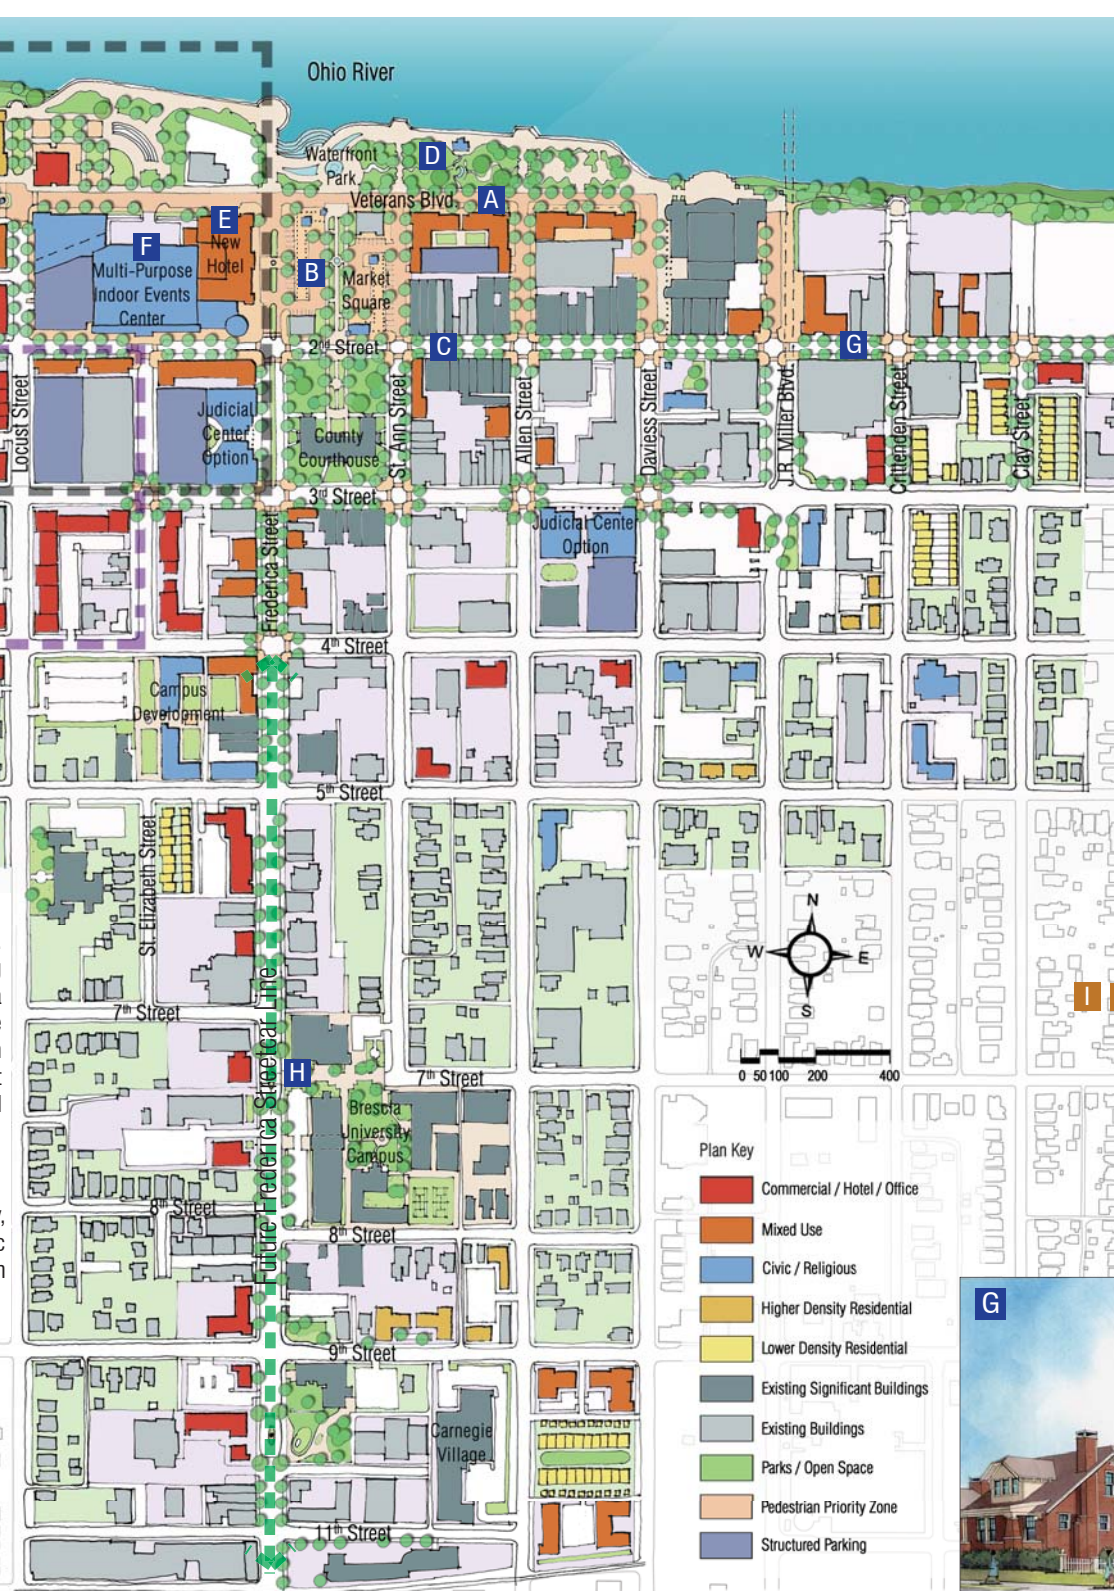 Ohio River
Waterfront
Park
D
Veterans Blvd.
A
E
New
Hotel
F
Multi-Purpose
Indoor Events
Center
B
Market
Square
2nd Street
C
G
Locust Street
St. Ann Street
Allen Street
Daviess Street
J.R. Miller Blvd.
Crittenden Street
Clay Street
Judicial
Center
Option
County
Courthouse
3rd Street
Frederica Street
Judicial Center
Option
4th Street
Campus
Development
5th Street
St. Elizabeth Street
N
W
E
S
0 50 100 200 400
I
7th Street
Future Frederica Streetcar Line
H
7th Street
Brescia
University
Campus
8th Street
8th Street
9th Street
Carnegie
Village
11th Street
Plan Key
Commercial / Hotel / Office
Mixed Use
Civic / Religious
Higher Density Residential
Lower Density Residential
Existing Significant Buildings
Existing Buildings
Parks / Open Space
Pedestrian Priority Zone
Structured Parking
G